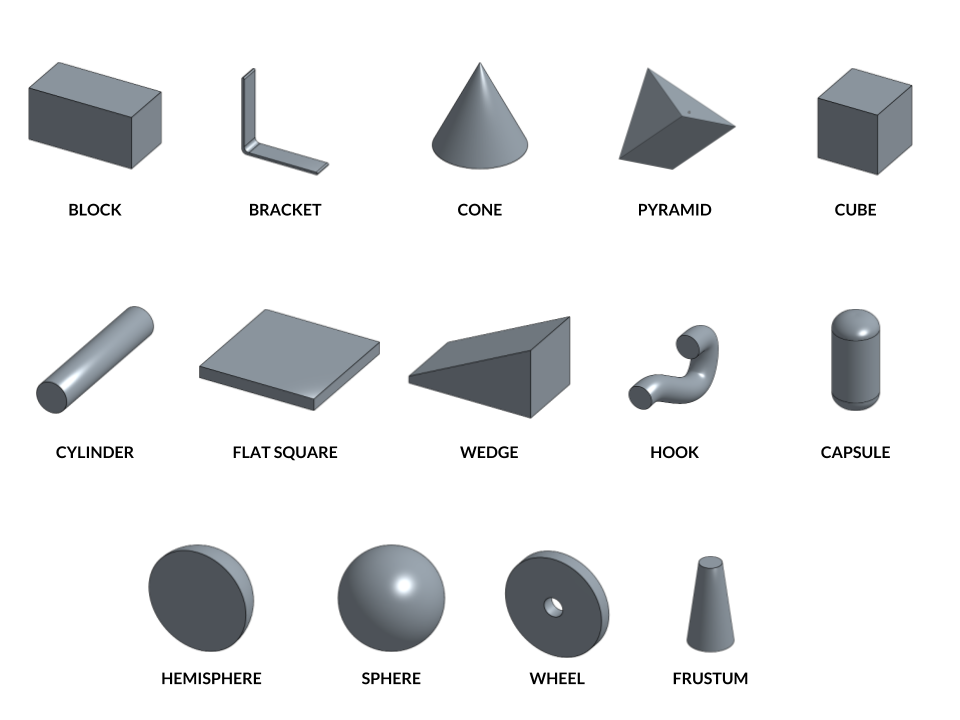 BLOCK
BRACKET
CONE
PYRAMID
CUBE
CYLINDER
FLAT SQUARE
WEDGE
HOOK
CAPSULE
HEMISPHERE
SPHERE
WHEEL
FRUSTUM